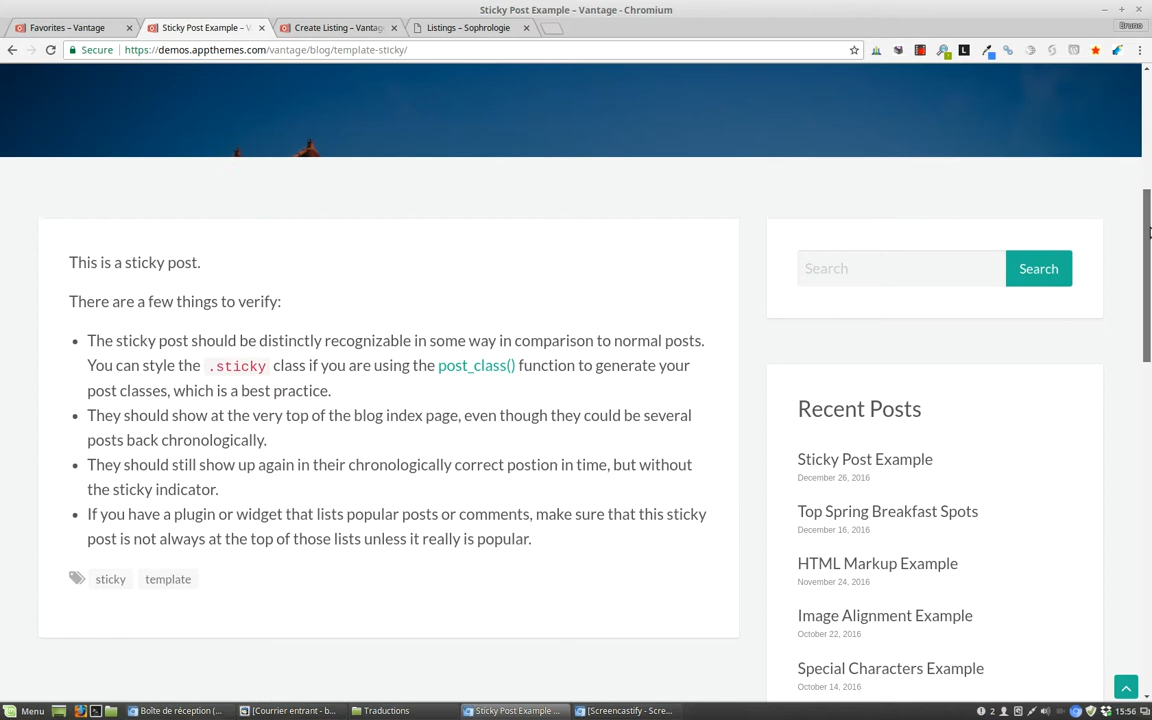 Sticky Post Example – Vantage - Chromium
Favorites – Vantage
Sticky Post Example – V
Create Listing – Vantag
Listings – Sophrologie
Bruno
Secure
https://demos.appthemes.com/vantage/blog/template-sticky/
This is a sticky post.
There are a few things to verify:
The sticky post should be distinctly recognizable in some way in comparison to normal posts.
You can style the .sticky class if you are using the post_class() function to generate your
post classes, which is a best practice.
They should show at the very top of the blog index page, even though they could be several
posts back chronologically.
They should still show up again in their chronologically correct postion in time, but without
the sticky indicator.
If you have a plugin or widget that lists popular posts or comments, make sure that this sticky
post is not always at the top of those lists unless it really is popular.
sticky
template
Search
Search
Recent Posts
Sticky Post Example
December 26, 2016
Top Spring Breakfast Spots
December 16, 2016
HTML Markup Example
November 24, 2016
Image Alignment Example
October 22, 2016
Special Characters Example
October 14, 2016
Menu
Boîte de réception (...
[Courrier entrant - b...
Traductions
Sticky Post Example ...
[Screencastify - Scre...
2
15:56